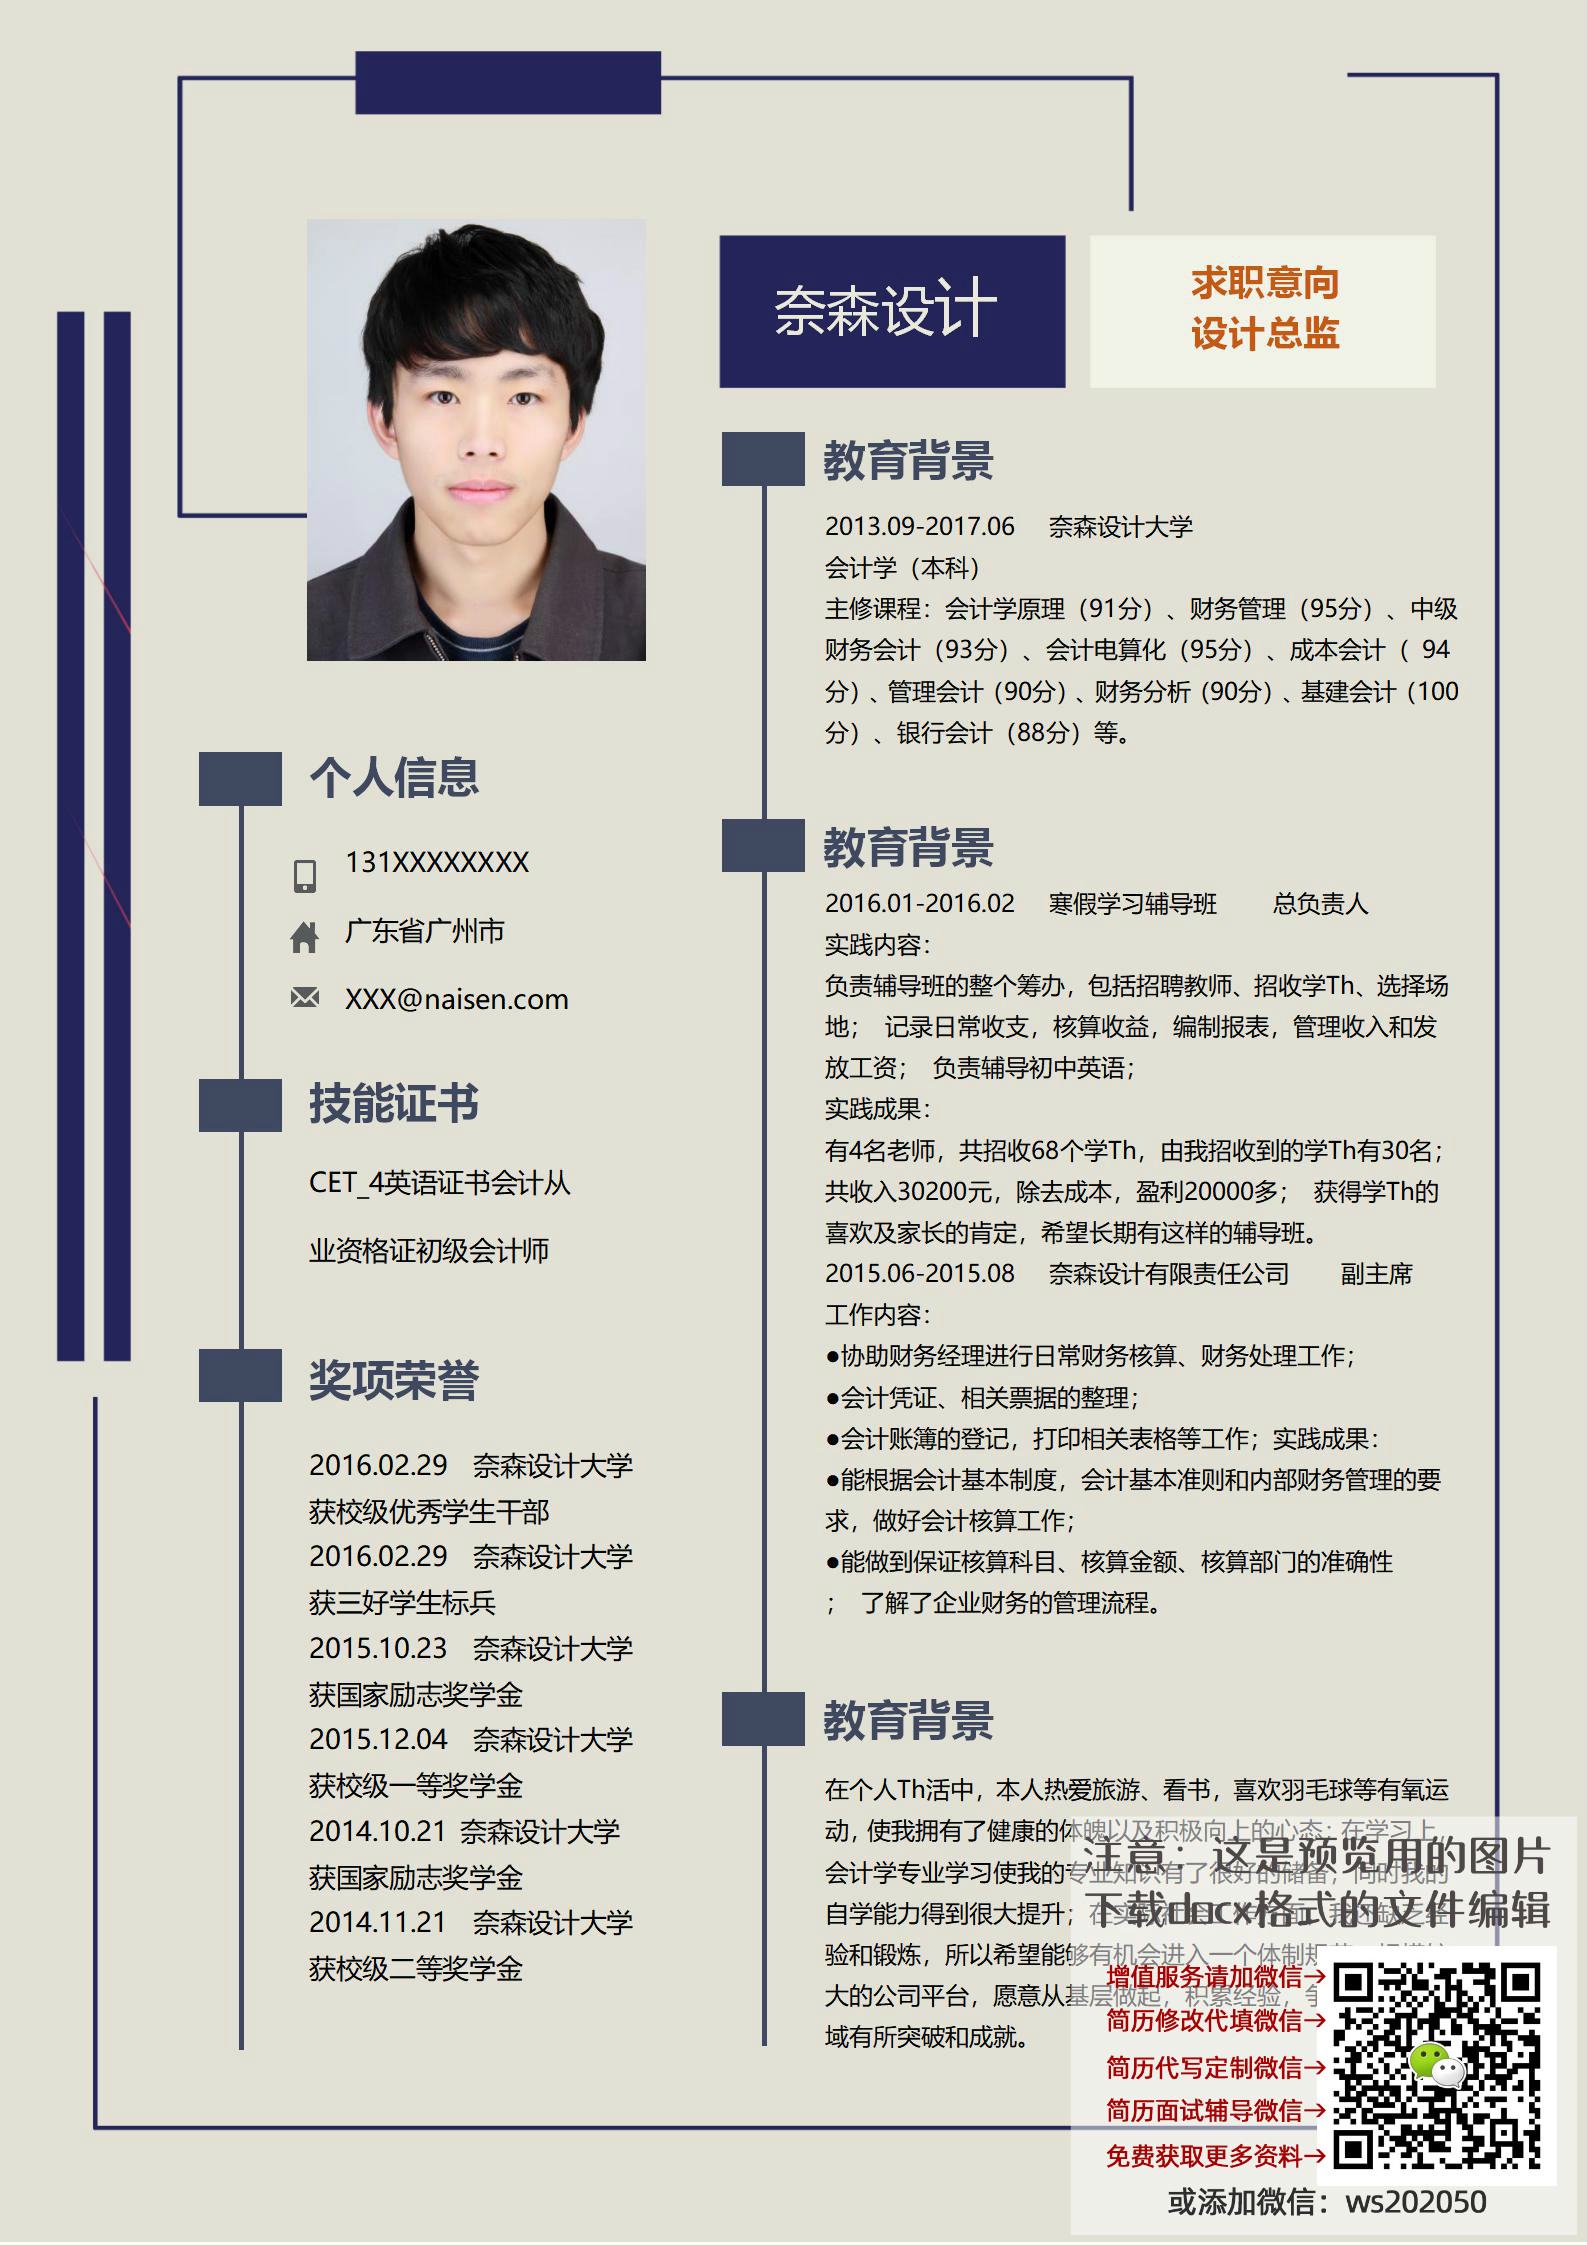 奈森设计
求职意向
设计总监
个人信息
131XXXXXXXX
广东省广州市
XXX@naisen.com
技能证书
CET_4英语证书会计从
业资格证初级会计师
奖项荣誉
2016.02.29 奈森设计大学
获校级优秀学生干部
2016.02.29 奈森设计大学
获三好学生标兵
2015.10.23 奈森设计大学
获国家励志奖学金
2015.12.04 奈森设计大学
获校级一等奖学金
2014.10.21 奈森设计大学
获国家励志奖学金
2014.11.21 奈森设计大学
获校级二等奖学金
教育背景
2013.09-2017.06 奈森设计大学
会计学（本科）
主修课程：会计学原理（91分）、财务管理（95分）、中级
财务会计（93分）、会计电算化（95分）、成本会计（ 94
分）、管理会计（90分）、财务分析（90分）、基建会计（100
分）、银行会计（88分）等。
教育背景
2016.01-2016.02 寒假学习辅导班 总负责人
实践内容：
负责辅导班的整个筹办，包括招聘教师、招收学Th、选择场
地； 记录日常收支，核算收益，编制报表，管理收入和发
放工资； 负责辅导初中英语；
实践成果：
有4名老师，共招收68个学Th，由我招收到的学Th有30名；
共收入30200元，除去成本，盈利20000多； 获得学Th的
喜欢及家长的肯定，希望长期有这样的辅导班。
2015.06-2015.08 奈森设计有限责任公司 副主席
工作内容：
●协助财务经理进行日常财务核算、财务处理工作；
●会计凭证、相关票据的整理；
●会计账簿的登记，打印相关表格等工作；实践成果：
●能根据会计基本制度，会计基本准则和内部财务管理的要
求，做好会计核算工作；
●能做到保证核算科目、核算金额、核算部门的准确性
； 了解了企业财务的管理流程。
教育背景
在个人Th活中，本人热爱旅游、看书，喜欢羽毛球等有氧运
动，使我拥有了健康的体魄以及积极向上的心态；在学习上，
会计学专业学习使我的专业知识有了很好的储备，同时我的
自学能力得到很大提升；在实践社会工作方面，我还缺乏经
验和锻炼，所以希望能够有机会进入一个体制规范、
大的公司平台，愿意从基层做起，积累经验，
域有所突破和成就。
注意：这是预览用的图片
下载docx格式的文件编辑
增值服务请加微信→
简历修改代填微信→
简历代写定制微信→
简历面试辅导微信→
免费获取更多资料→
或添加微信：ws202050